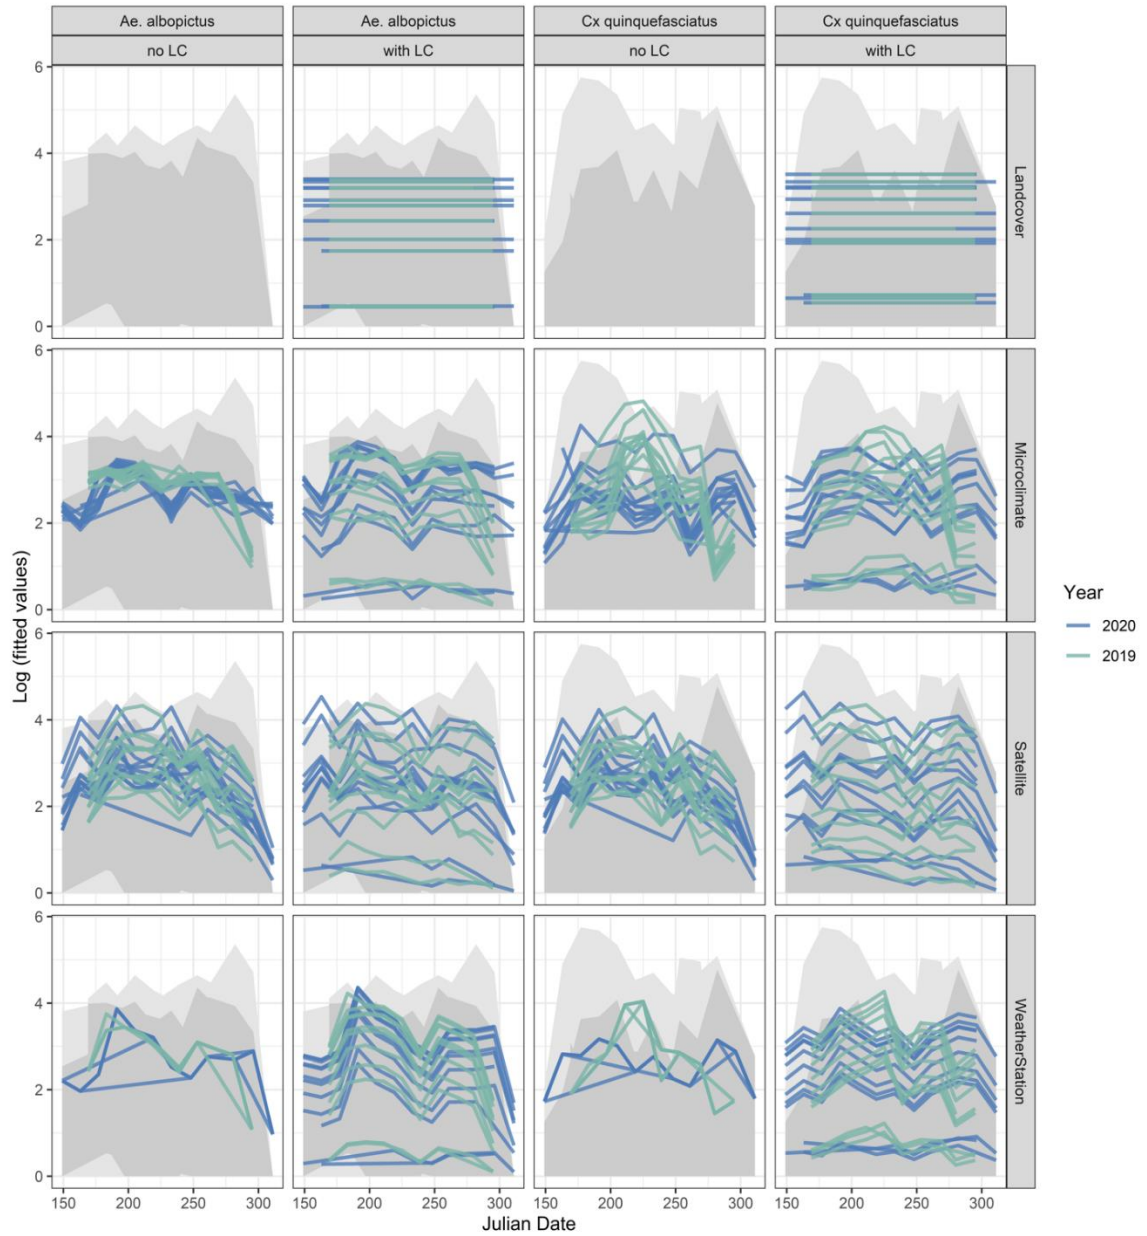 Ae. albopictus Ae. albopictus Cx quinquefasciatus Cx quinquefasciatus
no LC with LC no LC with LC
6
4
2
0
Landcover
6
4
2
0
Microclimate
6
4
2
0
Satellite
6
4
2
0
WeatherStation
Log (fitted values)
150 200 250 300 150 200 250 300 150 200 250 300 150 200 250 300
Julian Date
Year
2020
2019